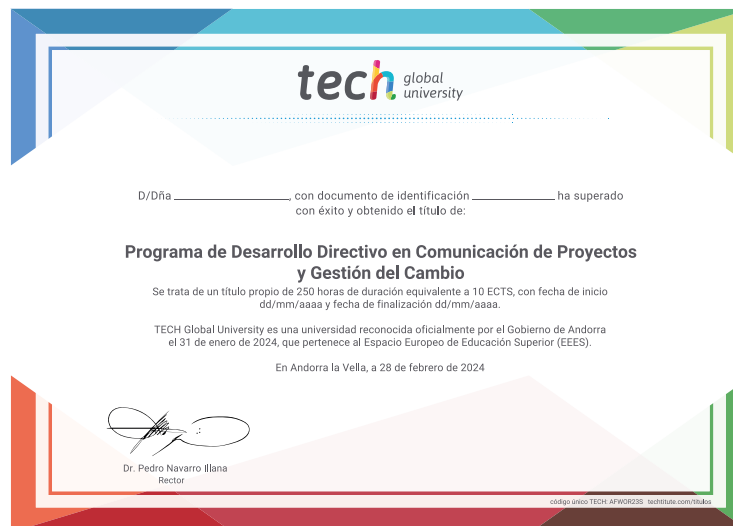 tech global university
D/Dña ____________, con documento de identificación ____________ ha superado
con éxito y obtenido el título de:
Programa de Desarrollo Directivo en Comunicación de Proyectos
y Gestión del Cambio
Se trata de un título propio de 250 horas de duración equivalente a 10 ECTS, con fecha de inicio
dd/mm/aaaa y fecha de finalización dd/mm/aaaa.
TECH Global University es una universidad reconocida oficialmente por el Gobierno de Andorra
el 31 de enero de 2024, que pertenece al Espacio Europeo de Educación Superior (EEES).
En Andorra la Vella, a 28 de febrero de 2024
Dr. Pedro Navarro Illana
Rector
código único TECH: AFWOR23S techtitute.com/titulos